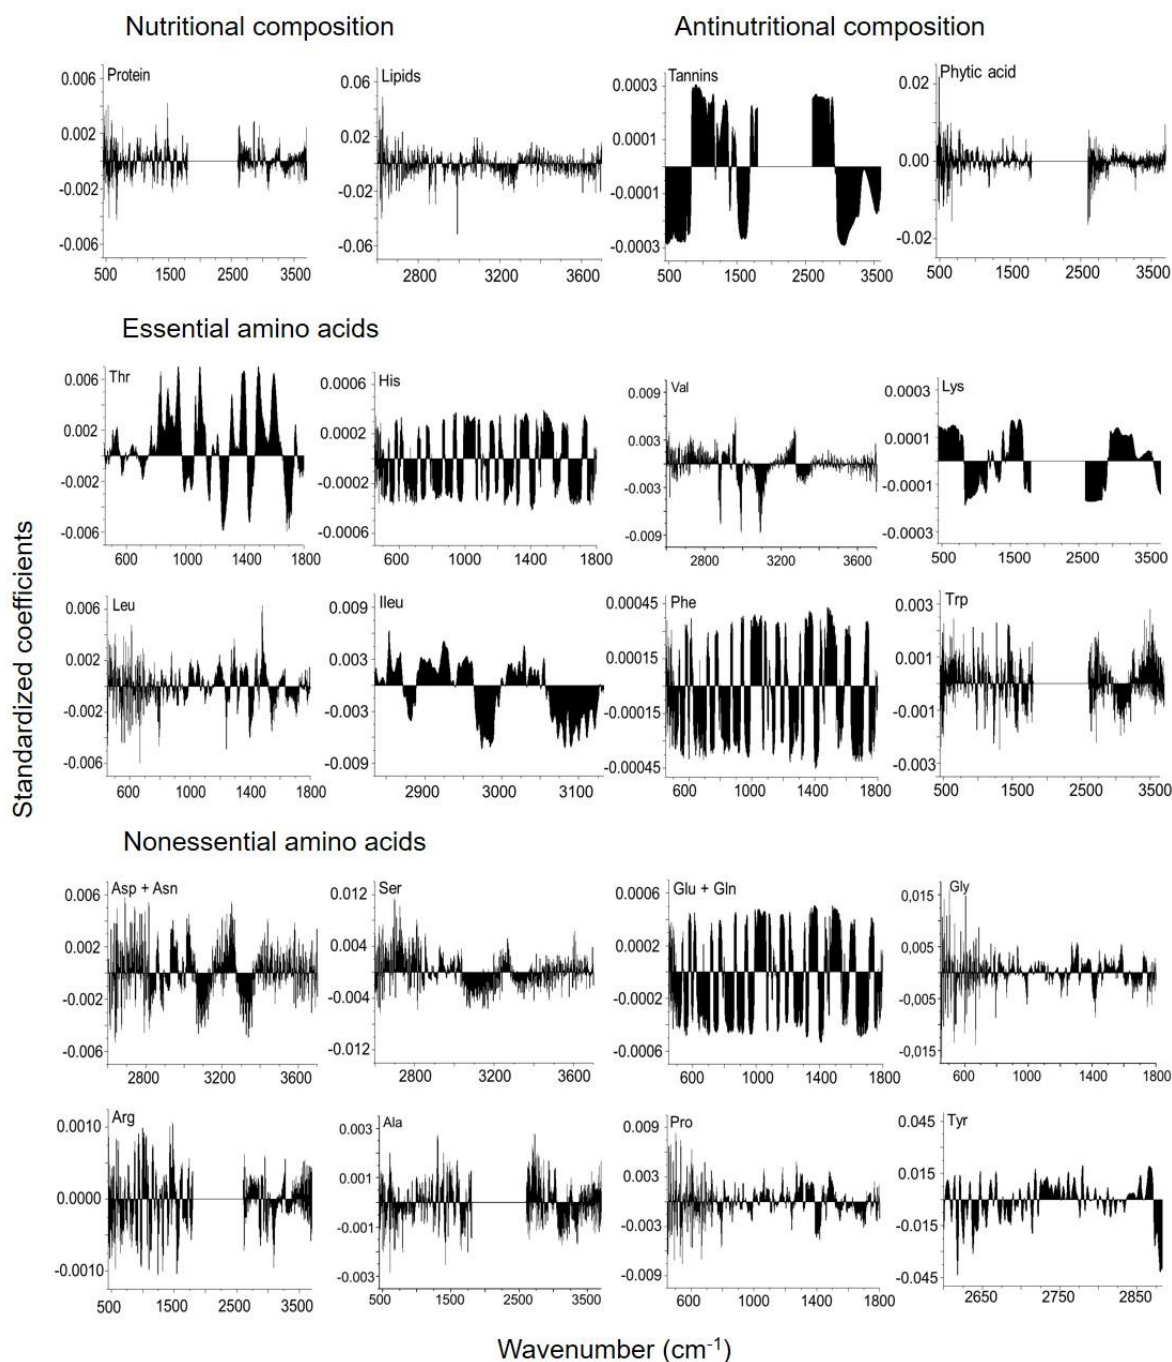 Nutritional composition
Antinutritional composition
Protein
0.006
0.002
-0.002
-0.006
500 1500 2500 3500
Lipids
0.06
0.02
-0.02
-0.06
2800 3200 3600
Tannins
0.0003
0.0001
-0.0001
-0.0003
500 1500 2500 3500
Phytic acid
0.02
0.00
-0.02
500 1500 2500 3500
Essential amino acids
Thr
0.006
0.002
-0.002
-0.006
600 1000 1400 1800
His
0.0006
0.0002
-0.0002
-0.0006
600 1000 1400 1800
Val
0.009
0.003
-0.003
-0.009
2800 3200 3600
Lys
0.0003
0.0001
-0.0001
-0.0003
500 1500 2500 3500
Leu
0.006
0.002
-0.002
-0.006
600 1000 1400 1800
Ileu
0.009
0.003
-0.003
-0.009
2900 3000 3100
Phe
0.00045
0.00015
-0.00015
-0.00045
600 1000 1400 1800
Trp
0.003
0.001
-0.001
-0.003
500 1500 2500 3500
Standardized coefficients
Nonessential amino acids
Asp + Asn
0.006
0.002
-0.002
-0.006
2800 3200 3600
Ser
0.012
0.004
-0.004
-0.012
2800 3200 3600
Glu + Gln
0.0006
0.0002
-0.0002
-0.0006
600 1000 1400 1800
Gly
0,015
0,005
-0,005
-0,015
600 1000 1400 1800
Arg
0.0010
0.0000
-0.0010
500 1500 2500 3500
Ala
0.003
0.001
-0.001
-0.003
500 1500 2500 3500
Pro
0.009
0.003
-0.003
-0.009
600 1000 1400 1800
Tyr
0.045
0.015
-0.015
-0.045
2650 2750 2850
Wavenumber (cm⁻¹)